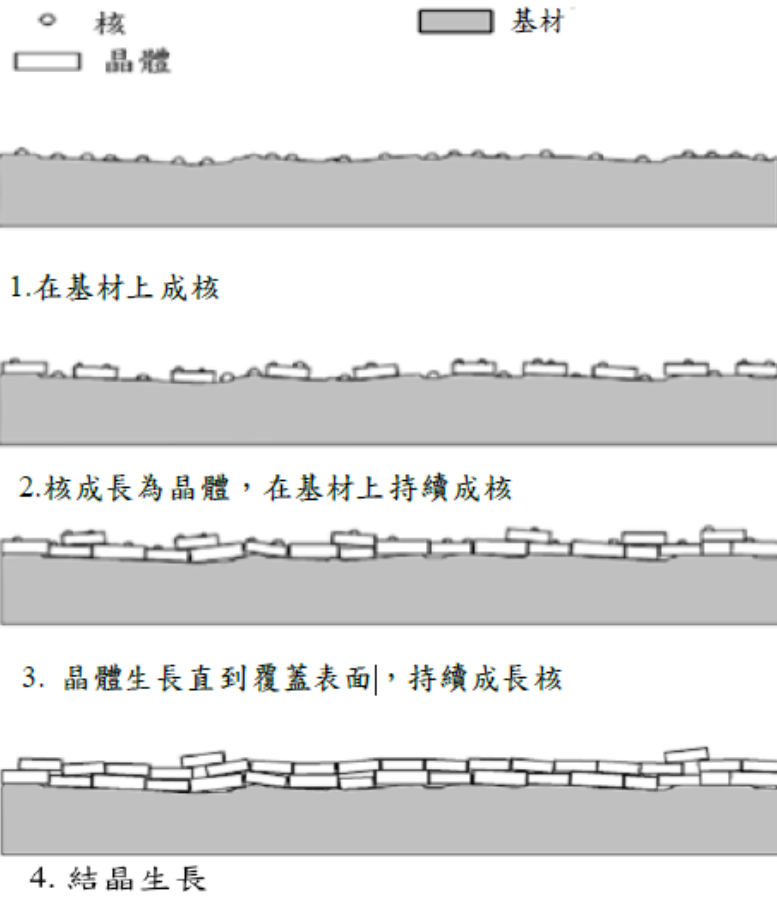 核
基材
晶體
1.在基材上成核
2.核成長為晶體，在基材上持續成核
3. 晶體生長直到覆蓋表面，持續成長核
4. 結晶生長